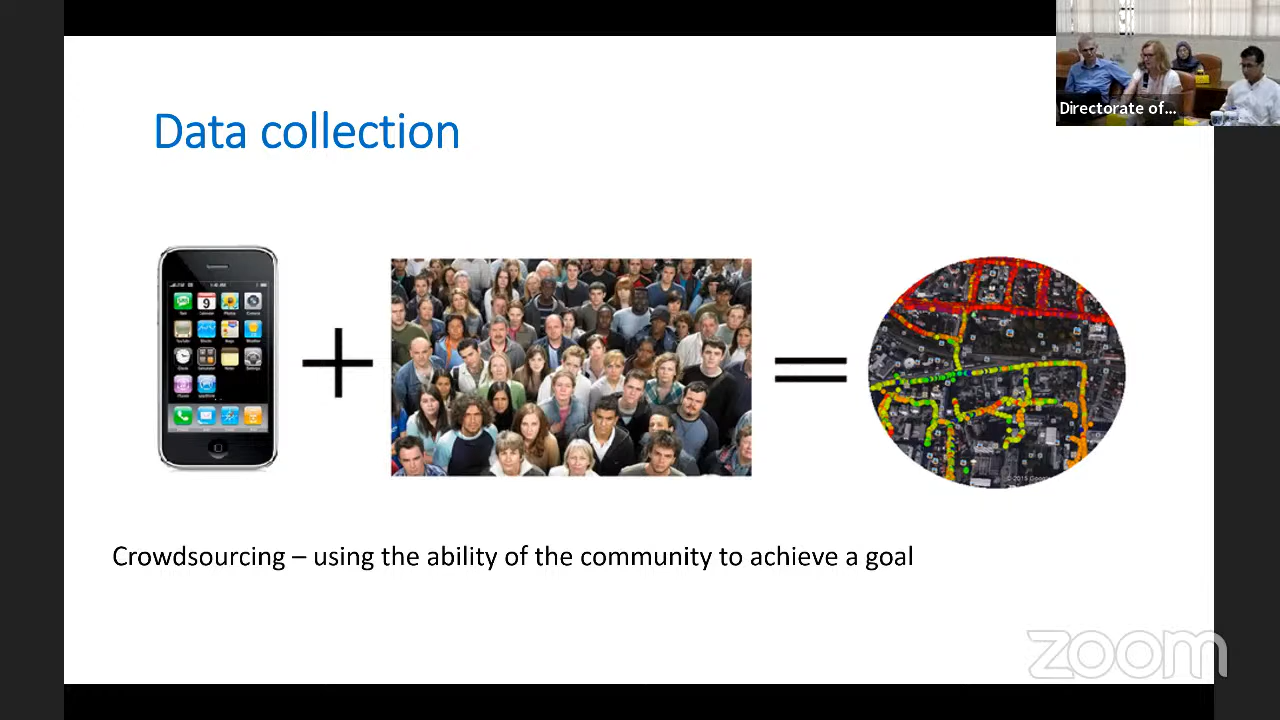 Directorate of...
Data collection
Crowdsourcing – using the ability of the community to achieve a goal
zoom